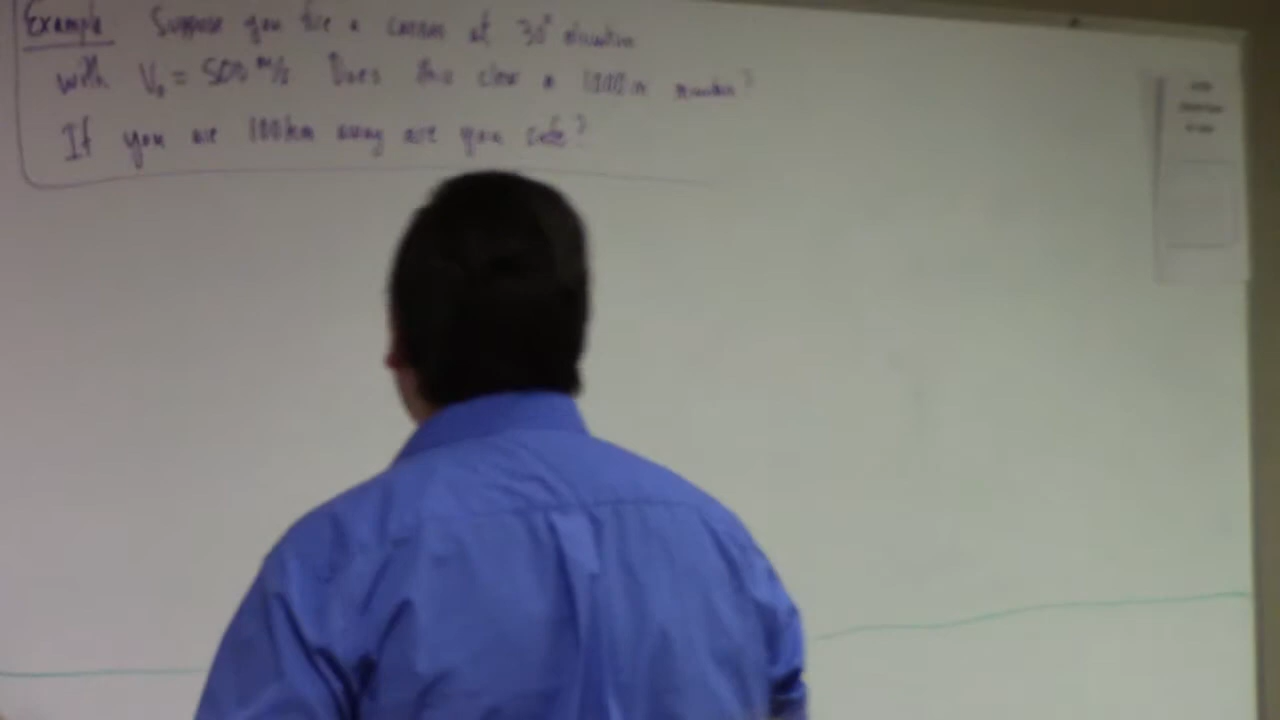 Example Suppose you fire a cannon at 30° elevation
with V₀ = 500 m/s Does this clear a 1000m mountain?
If you are 100km away are you safe?